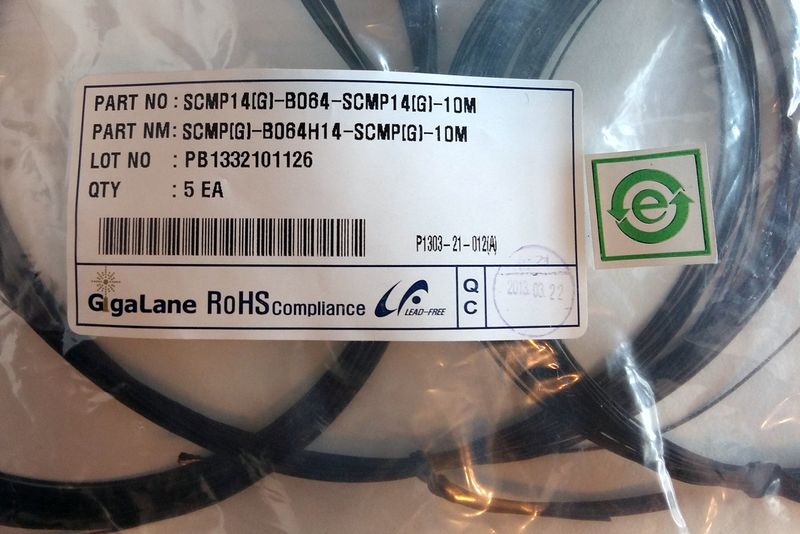 PART NO : SCMP14(G)-B064-SCMP14(G)-10M
PART NM : SCMP(G)-B064H14-SCMP(G)-10M
LOT NO : PB1332101126
QTY : 5 EA
P1303-21-012(A)
GigaLane RoHS Compliance LEAD-FREE
QC
2013.03.22
e